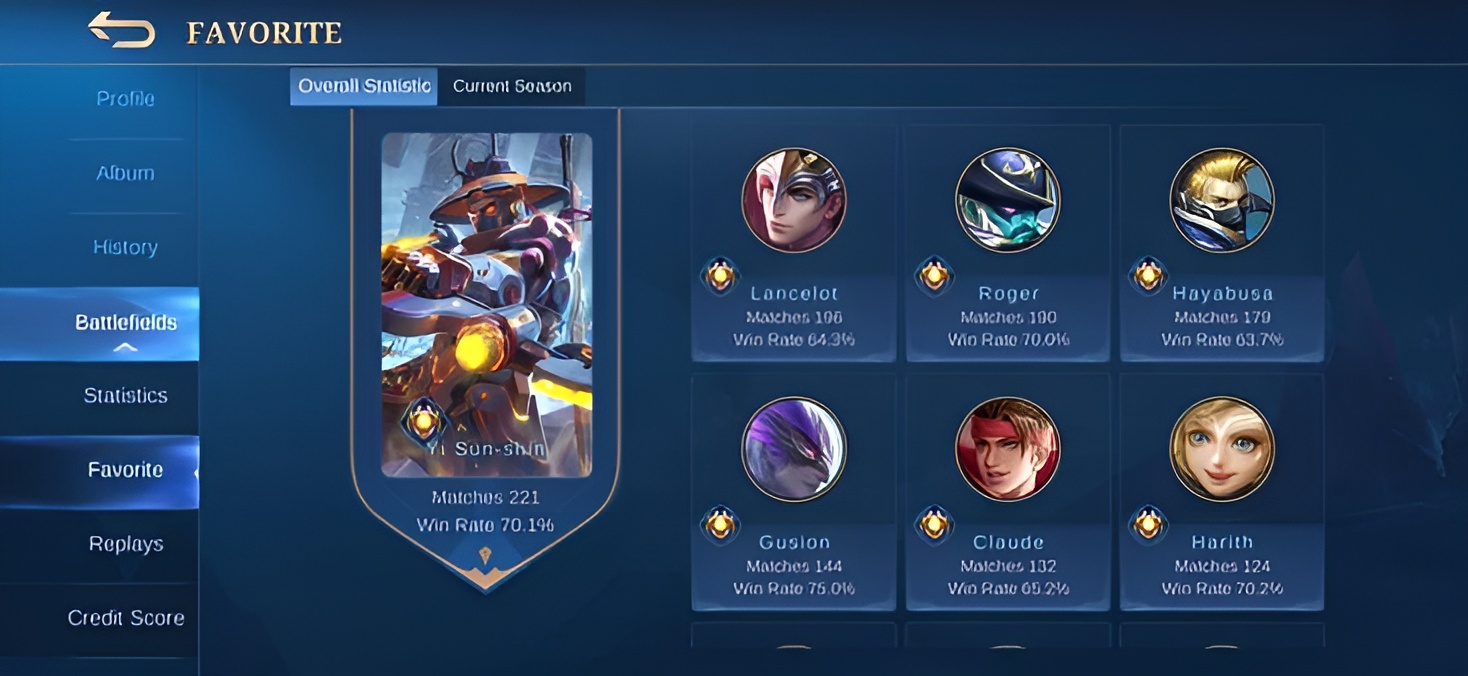 FAVORITE
Profile
Album
History
Battlefields
Statistics
Favorite
Replays
Credit Score
Overall Statistic
Current Season
Yi Sun-shin
Matches 221
Win Rate 70.1%
Lancelot
Matches 196
Win Rate 64.3%
Roger
Matches 190
Win Rate 70.0%
Hayabusa
Matches 179
Win Rate 63.7%
Gusion
Matches 144
Win Rate 75.0%
Claude
Matches 132
Win Rate 65.2%
Harith
Matches 124
Win Rate 70.2%